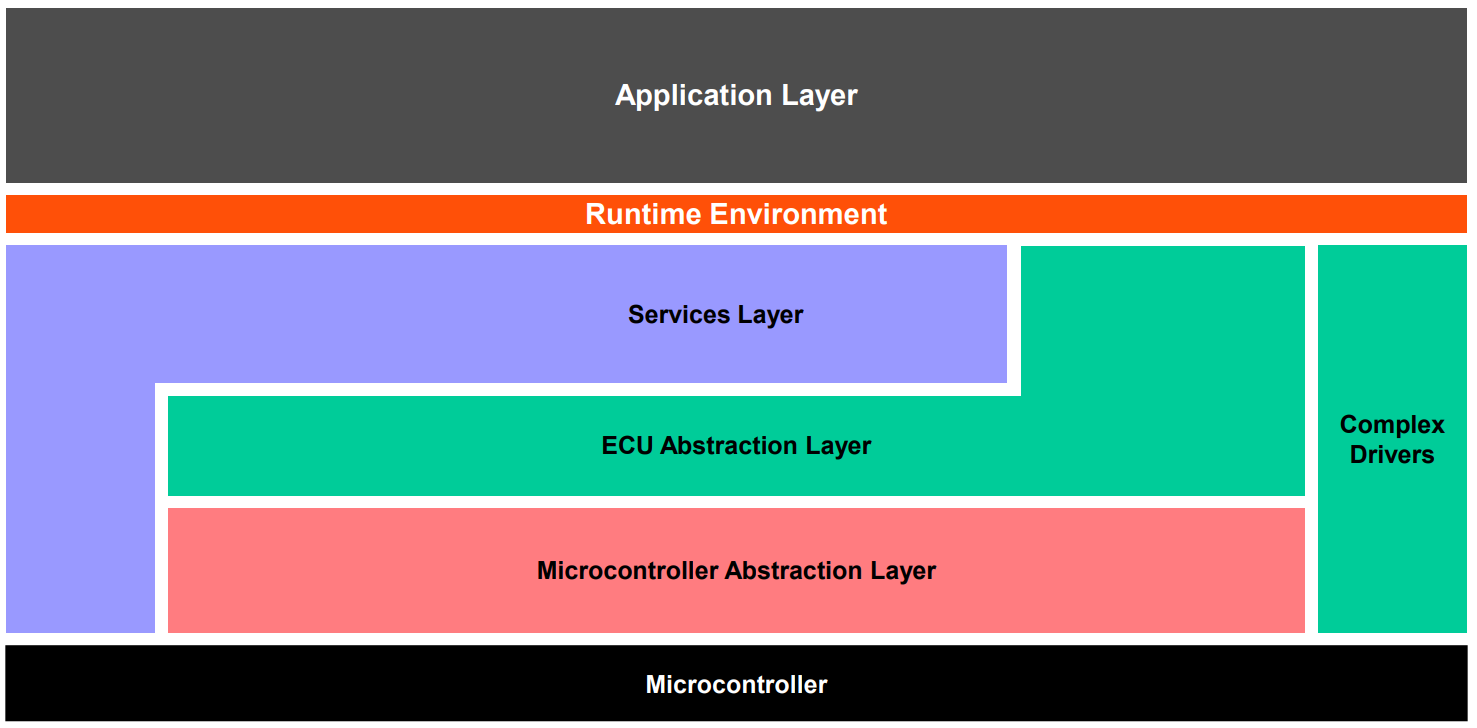 Application Layer
Runtime Environment
Services Layer
ECU Abstraction Layer
Complex
Drivers
Microcontroller Abstraction Layer
Microcontroller